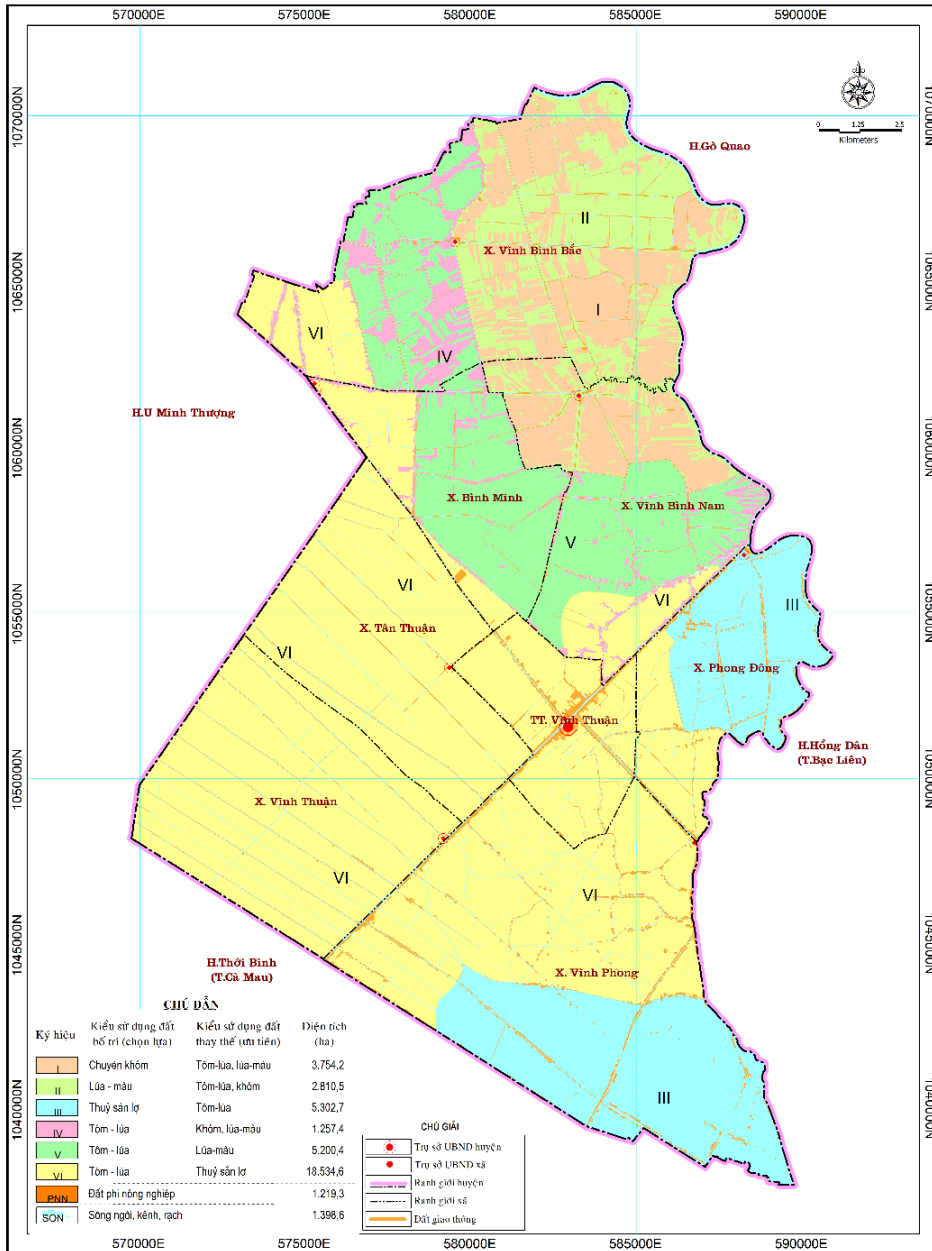 570000E 575000E 580000E 585000E 590000E
1070000N 1070000N
0 1.25 2.5
Kilometers
H.Gò Quao
II
X. Vĩnh Bình Bắc
1065000N 1065000N
I
VI
IV
H.U Minh Thượng
1060000N 1060000N
X. Bình Minh
X. Vĩnh Bình Nam
V
VI
VI
III
1055000N 1055000N
X. Tân Thuận
VI
X. Phong Đông
TT. Vĩnh Thuận
H.Hồng Dân
(T.Bạc Liêu)
1050000N 1050000N
X. Vĩnh Thuận
VI
VI
1045000N 1045000N
H.Thới Bình
(T.Cà Mau)
X. Vĩnh Phong
III
1040000N 1040000N
CHÚ DẪN
Ký hiệu Kiểu sử dụng đất bố trí (chọn lựa) Kiểu sử dụng đất thay thế (ưu tiên) Diện tích (ha)
I Chuyên khóm Tôm-lúa, lúa-màu 3.754,2
II Lúa - màu Tôm-lúa, khóm 2.810,5
III Thuỷ sản lợ Tôm-lúa 5.302,7
IV Tôm - lúa Khóm, lúa-màu 1.257,4
V Tôm - lúa Lúa-màu 5.200,4
VI Tôm - lúa Thuỷ sản lợ 18.534,6
PNN Đất phi nông nghiệp 1.219,3
SON Sông ngòi, kênh, rạch 1.398,6
CHÚ GIẢI
Trụ sở UBND huyện
Trụ sở UBND xã
Ranh giới huyện
Ranh giới xã
Đất giao thông
570000E 575000E 580000E 585000E 590000E